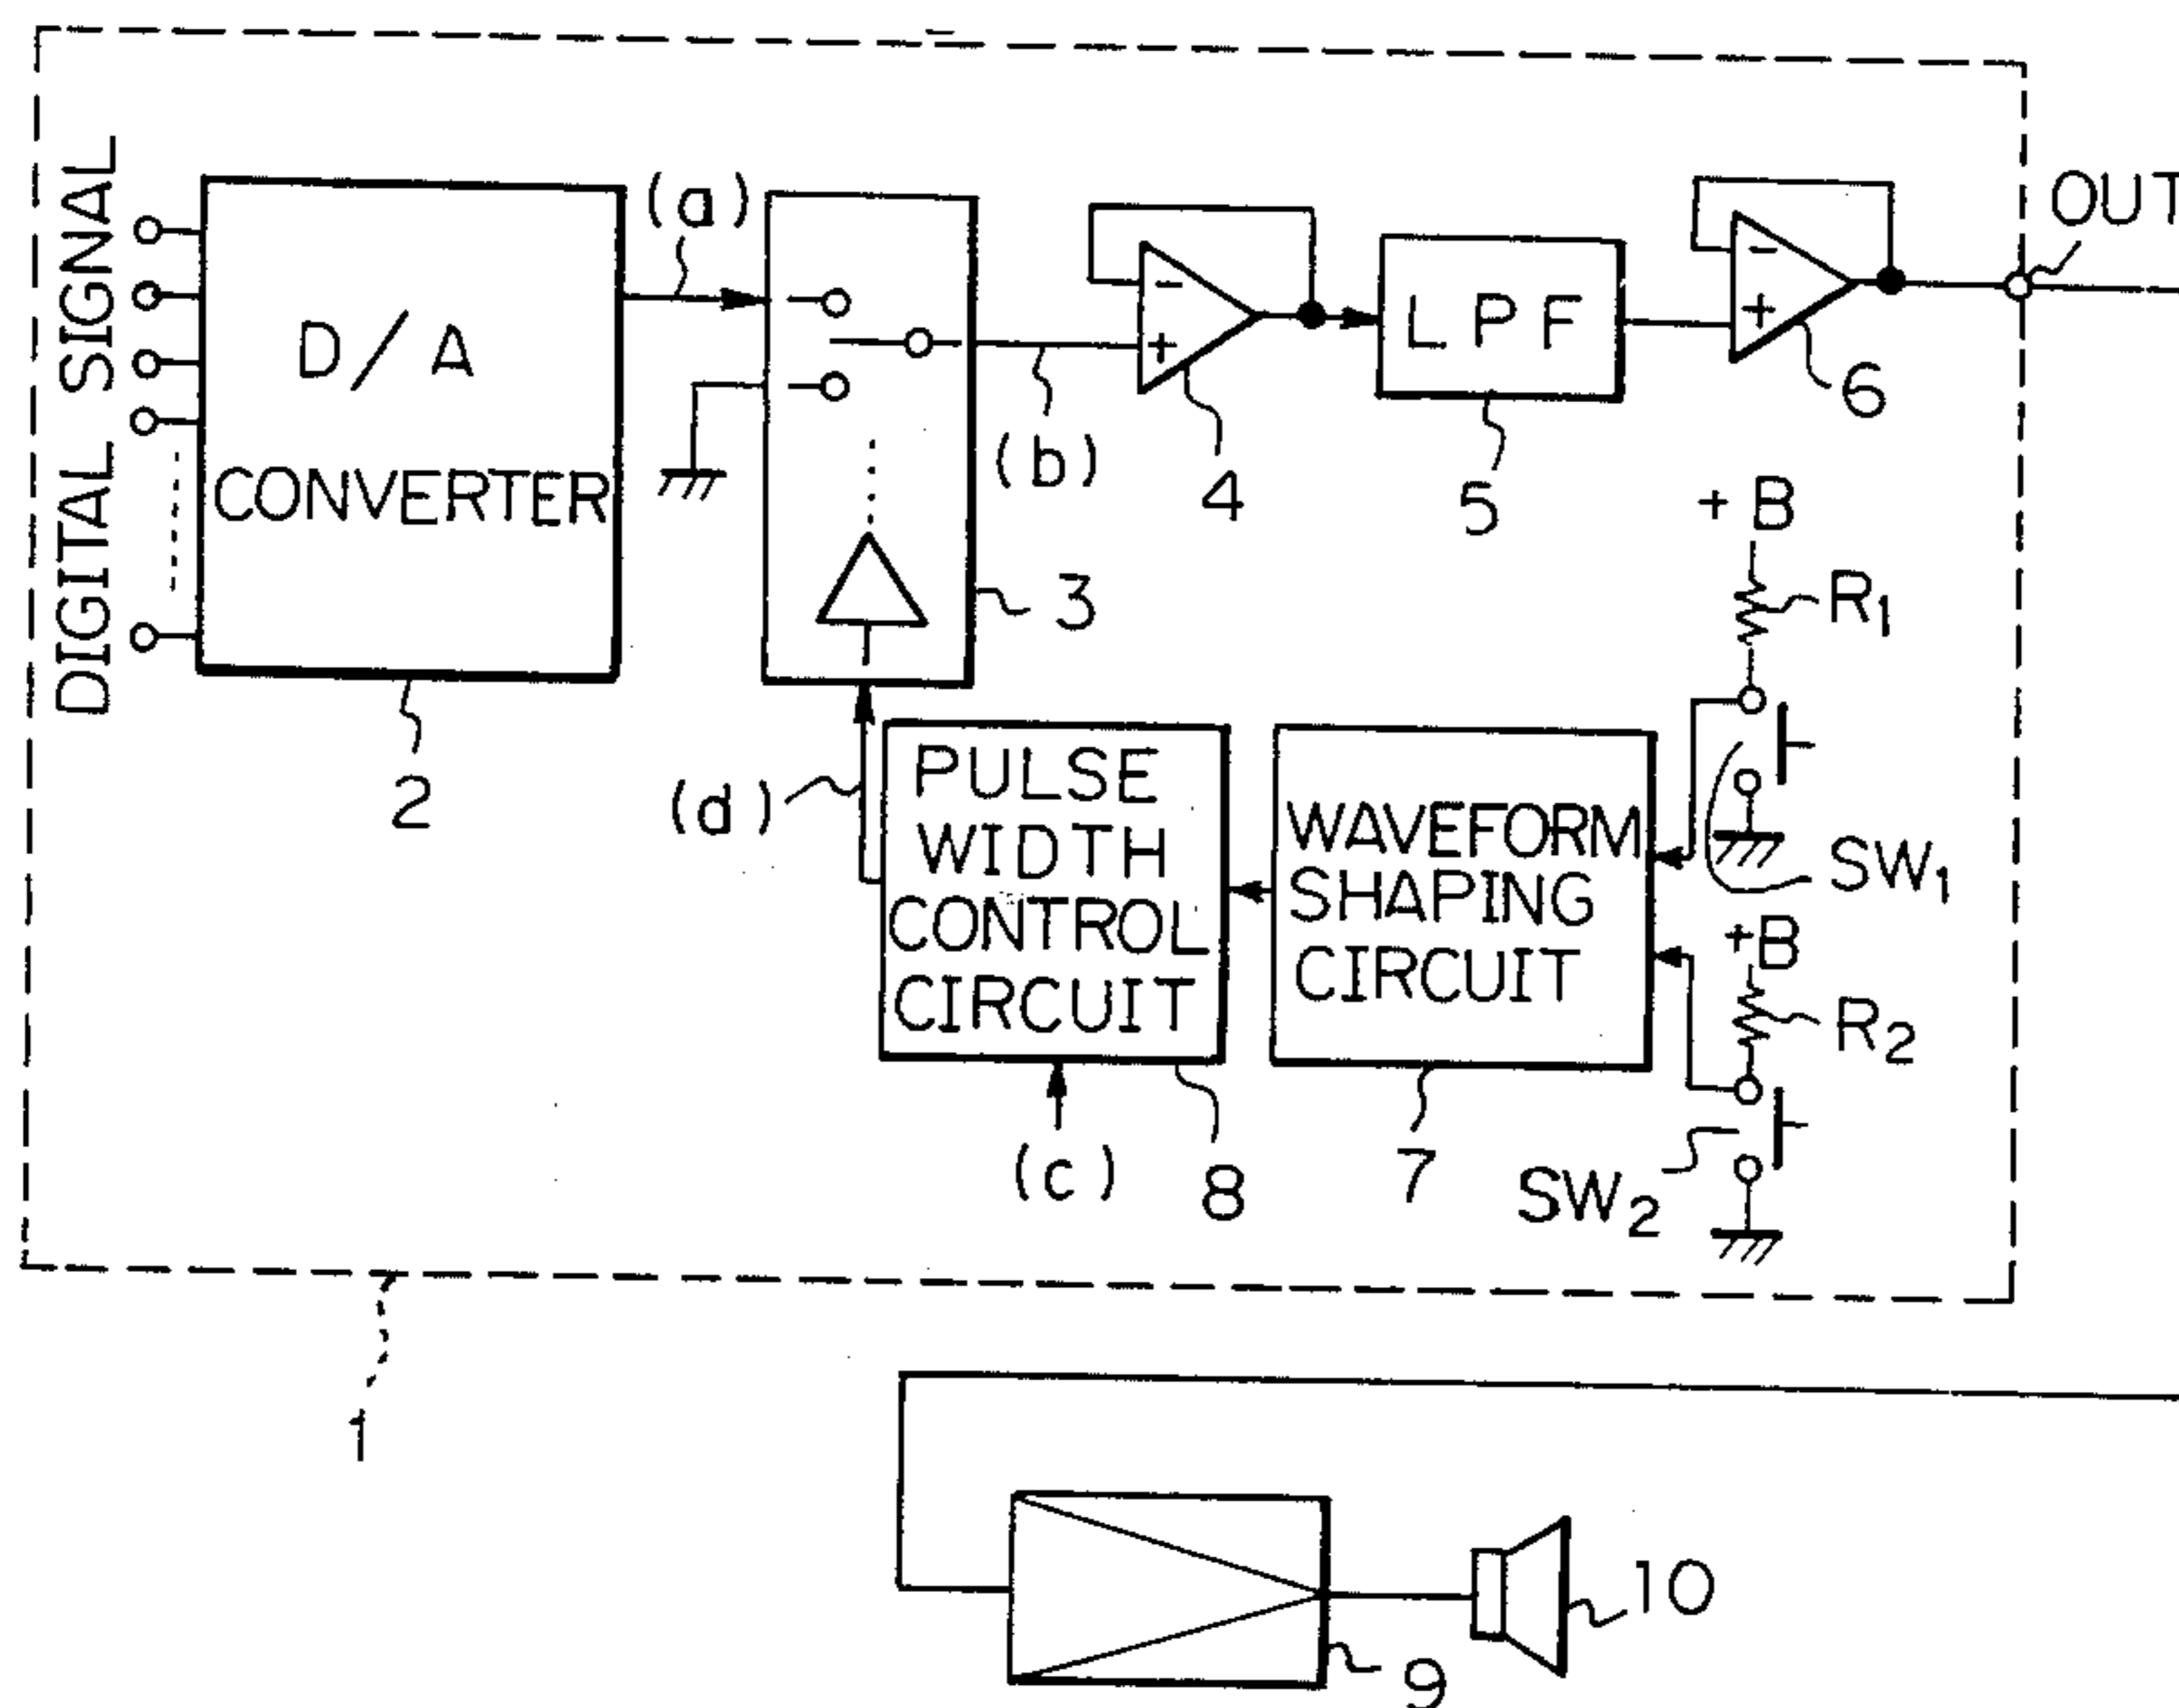 DIGITAL SIGNAL
D/A
CONVERTER
2
(a)
(b)
3
4
LPF
5
6
OUT
+B
R1
SW1
+B
R2
SW2
(d)
PULSE
WIDTH
CONTROL
CIRCUIT
(c)
8
WAVEFORM
SHAPING
CIRCUIT
7
1
9
10